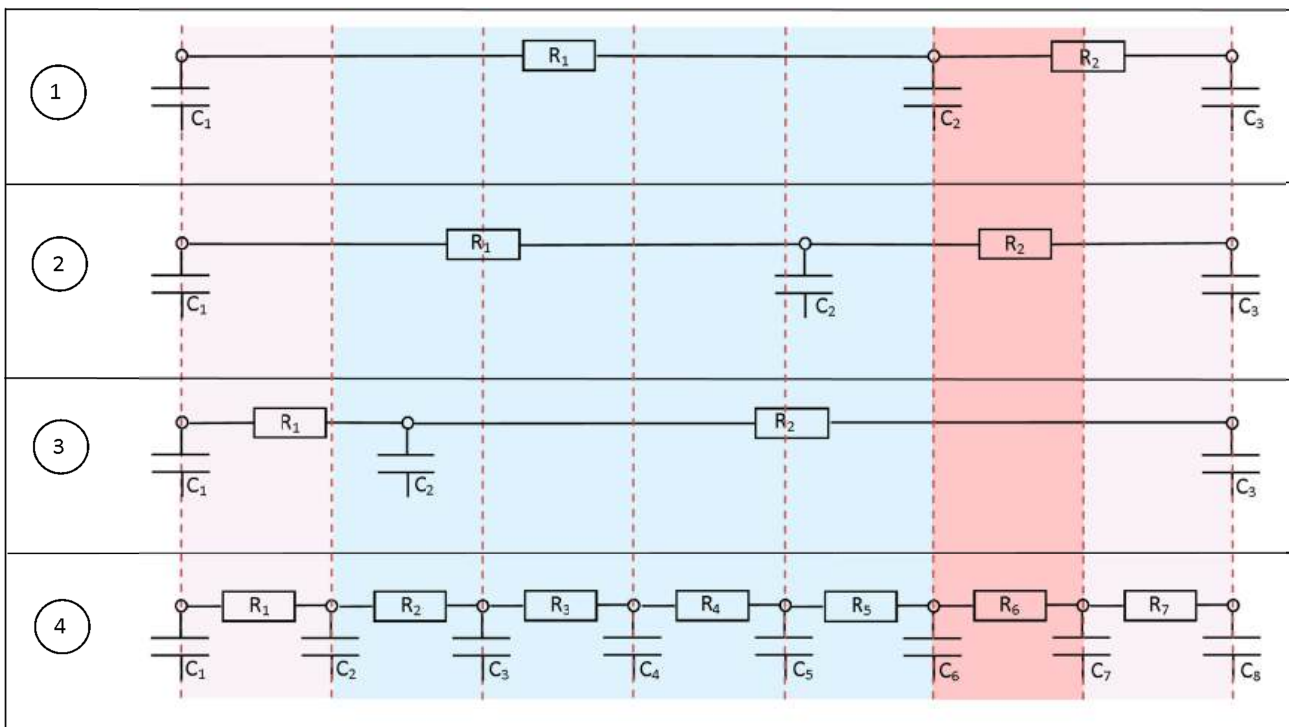 1
R₁ R₂
C₁ C₂ C₃
2
R₁ R₂
C₁ C₂ C₃
3
R₁ R₂
C₁ C₂ C₃
4
R₁ R₂ R₃ R₄ R₅ R₆ R₇
C₁ C₂ C₃ C₄ C₅ C₆ C₇ C₈